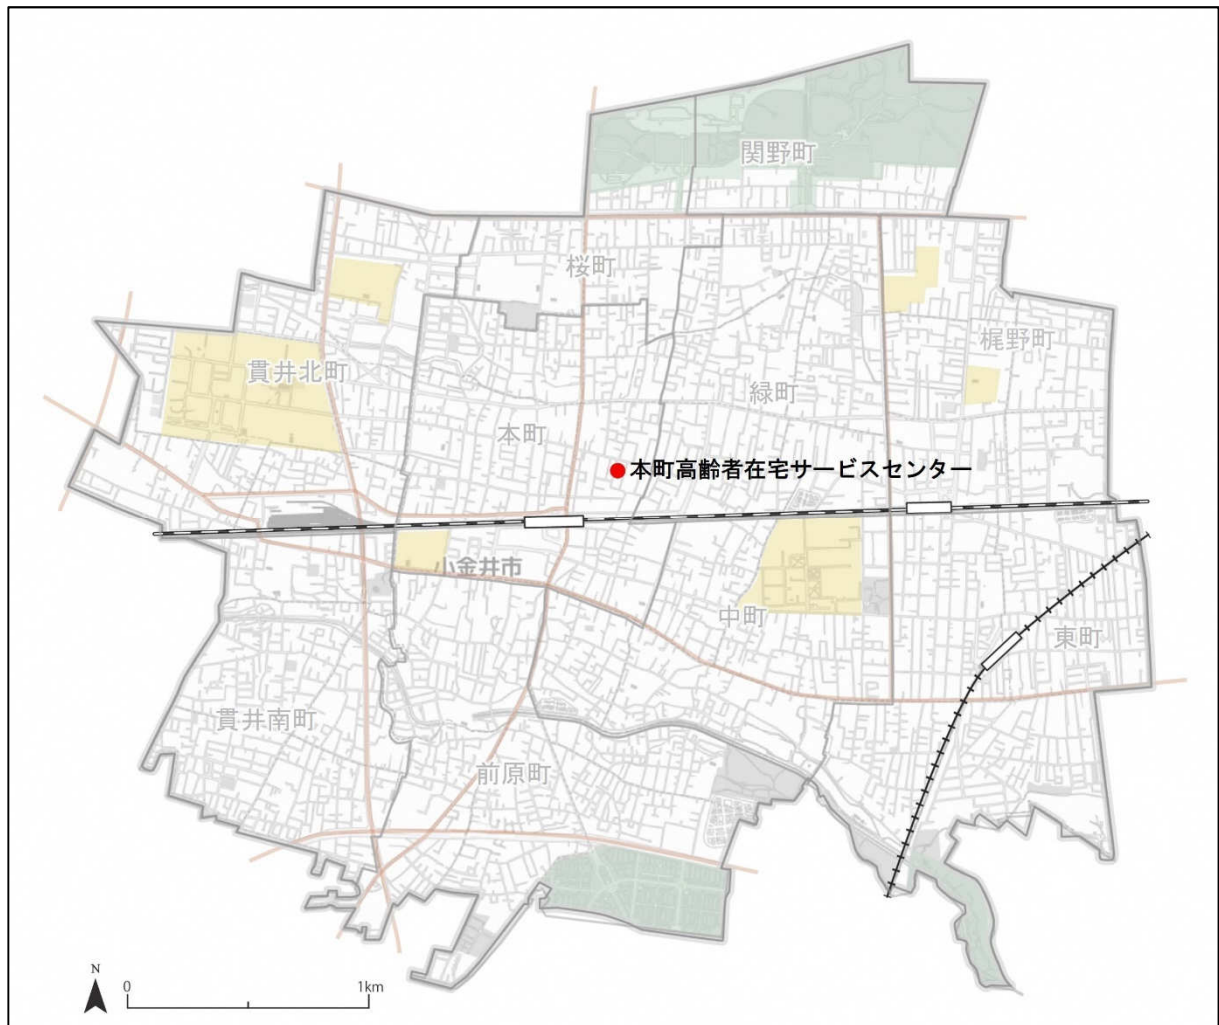 関野町
桜町
梶野町
貫井北町
緑町
本町
本町高齢者在宅サービスセンター
小金井市
中町
東町
貫井南町
前原町
N
0
1km